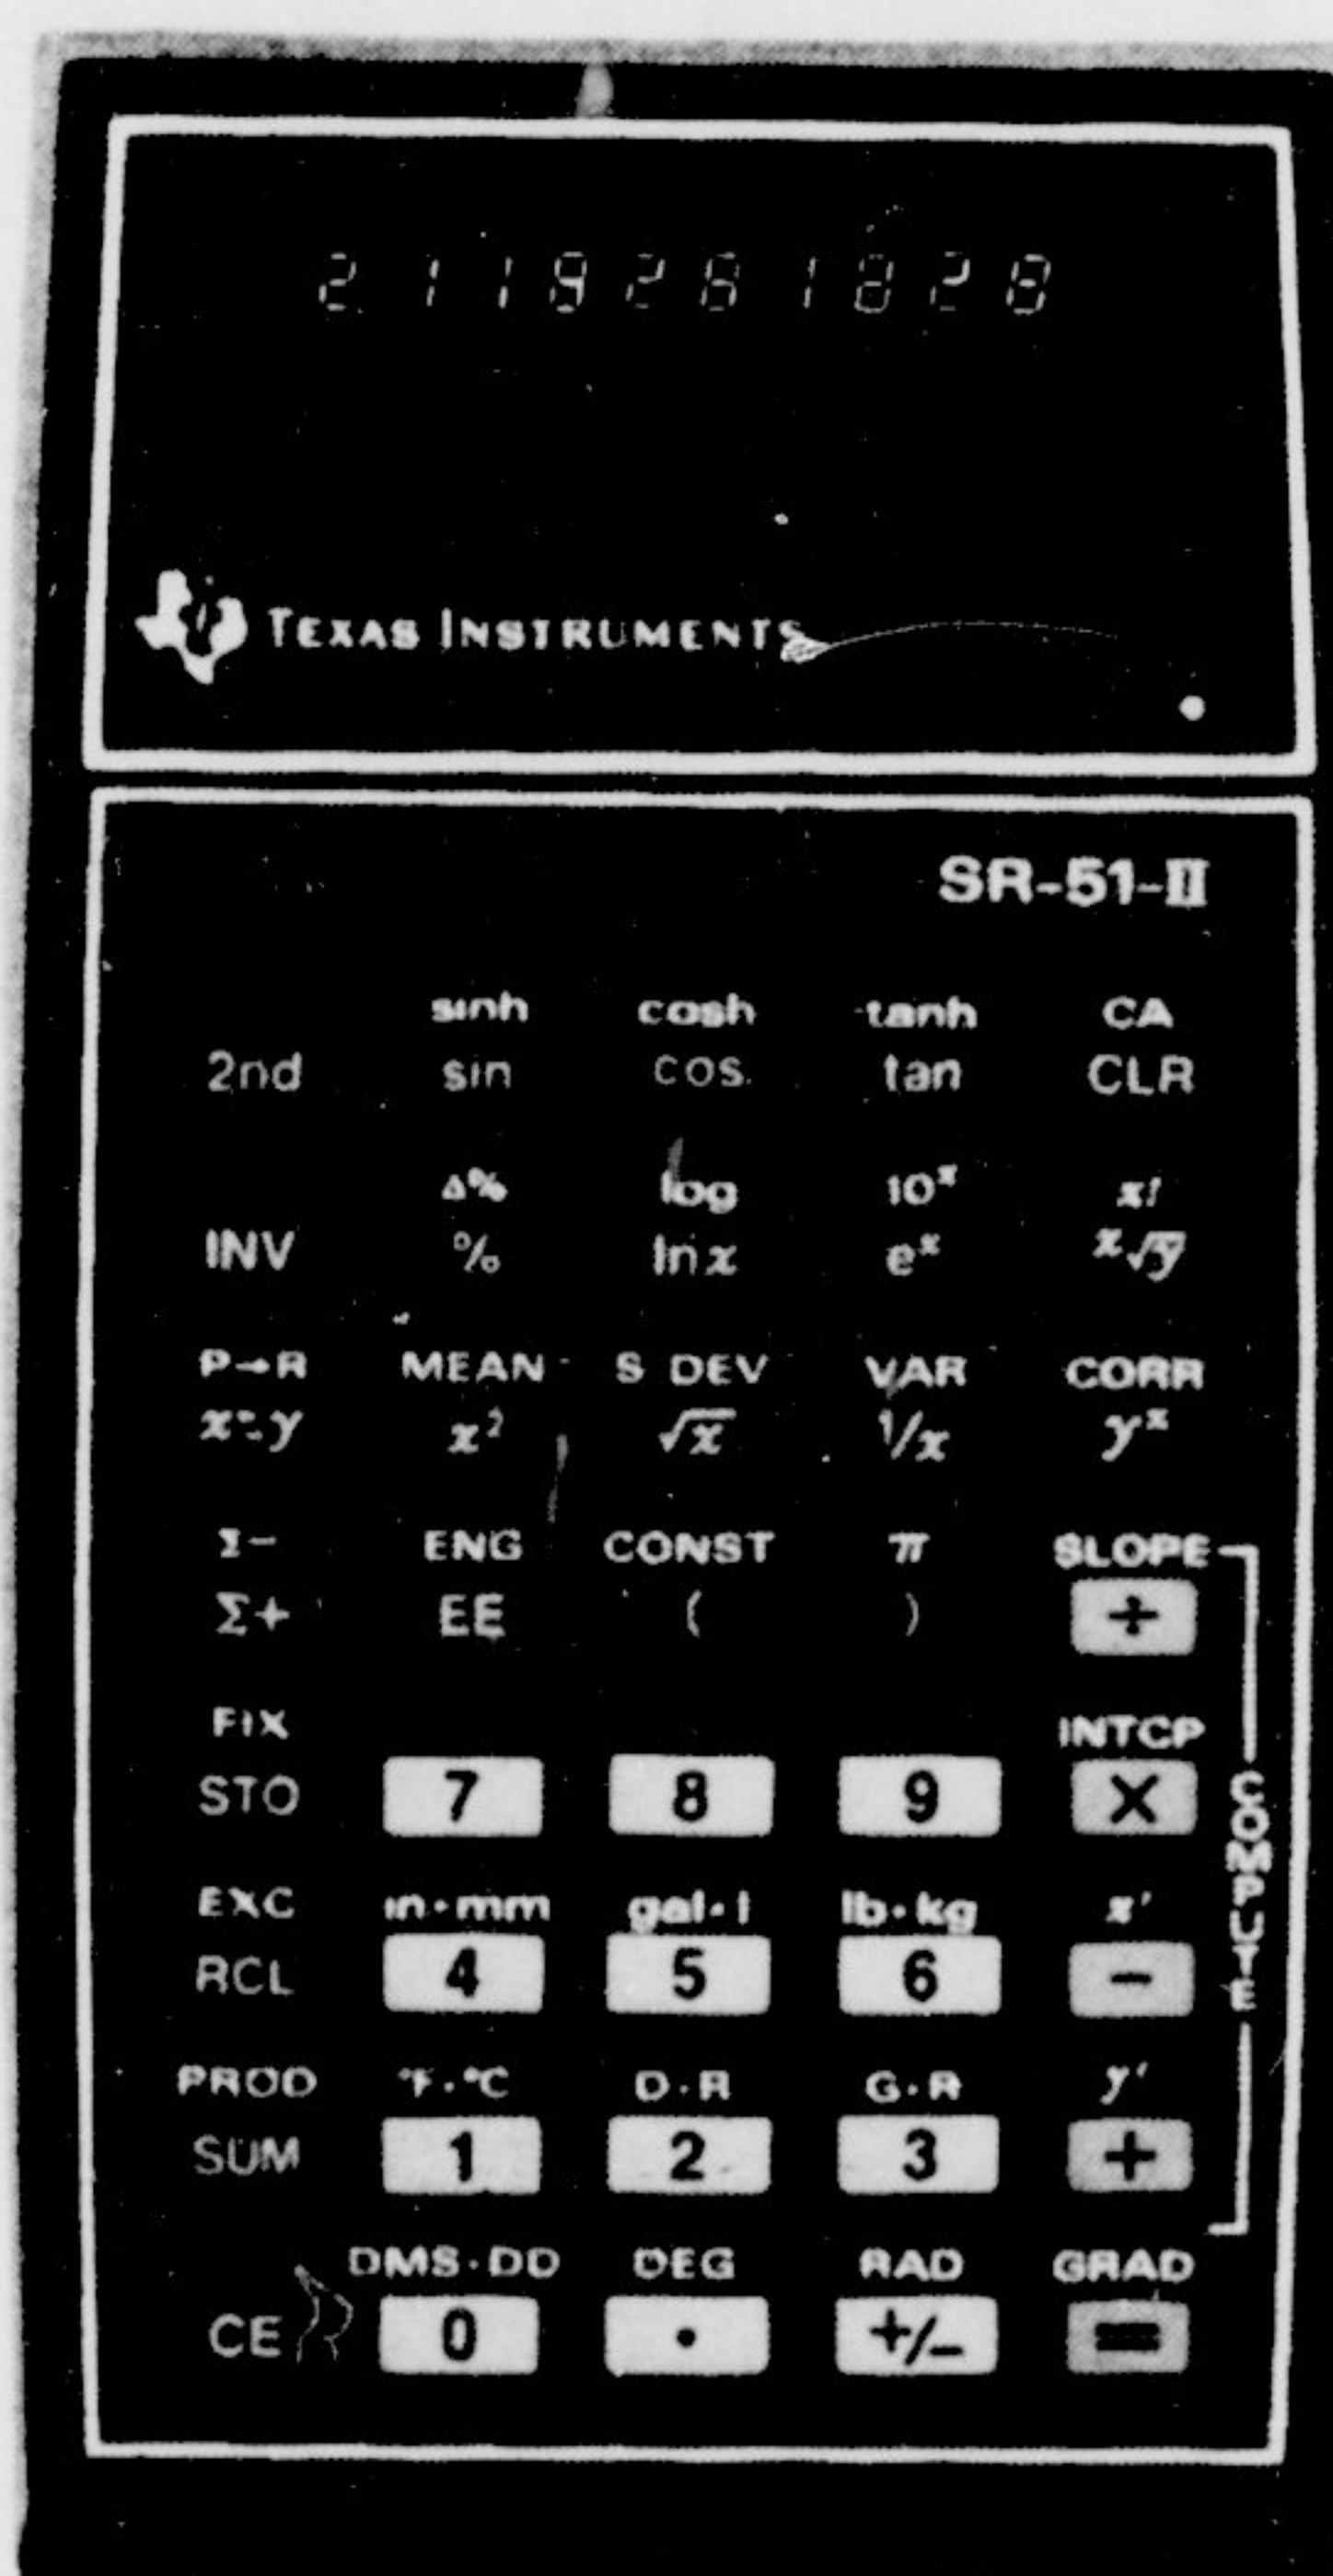 2.119281828
TEXAS INSTRUMENTS
SR-51-II
sinh cosh tanh CA
2nd sin cos tan CLR
Δ% log 10ˣ x!
INV % lnx eˣ ˣ√y
P→R MEAN S DEV VAR CORR
x:y x² √x 1/x yˣ
Σ- ENG CONST π SLOPE
Σ+ EE ( ) ÷
FIX INTCP
STO 7 8 9 ×
COMPUTE
EXC in·mm gal·l lb·kg x'
RCL 4 5 6 −
PROD °F·°C D·R G·R y'
SUM 1 2 3 +
DMS·DD DEG RAD GRAD
CE 0 . +/− =